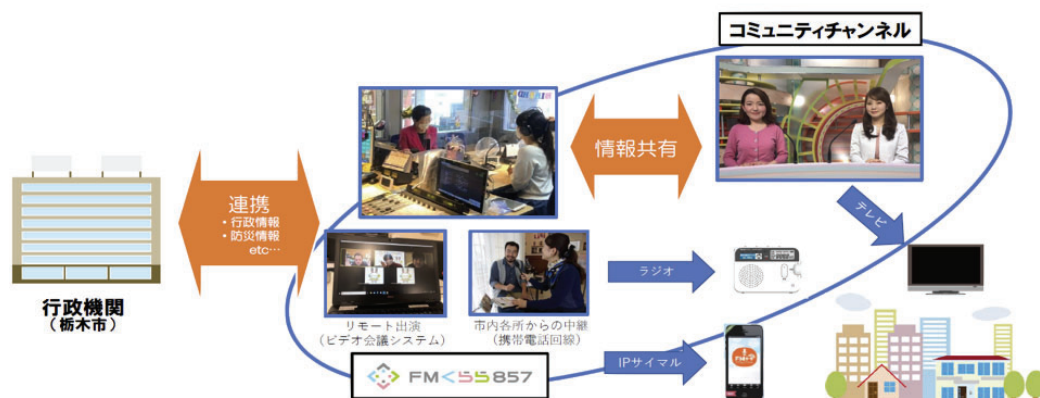 コミュニティチャンネル
情報共有
連携
・行政情報
・防災情報
etc…
テレビ
ラジオ
行政機関
（栃木市）
リモート出演
（ビデオ会議システム）
市内各所からの中継
（携帯電話回線）
IPサイマル
FMくらら857